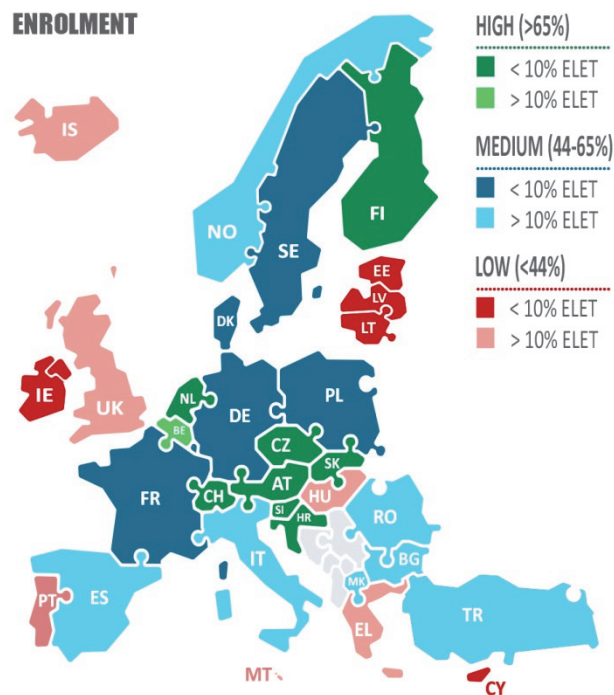 ENROLMENT
HIGH (>65%)
< 10% ELET
> 10% ELET
MEDIUM (44-65%)
< 10% ELET
> 10% ELET
LOW (<44%)
< 10% ELET
> 10% ELET
IS
NO
SE
FI
EE
LV
LT
DK
IE
UK
NL
BE
DE
PL
CZ
SK
FR
CH
AT
HU
SI
HR
RO
IT
BG
MK
PT
ES
EL
TR
MT
CY